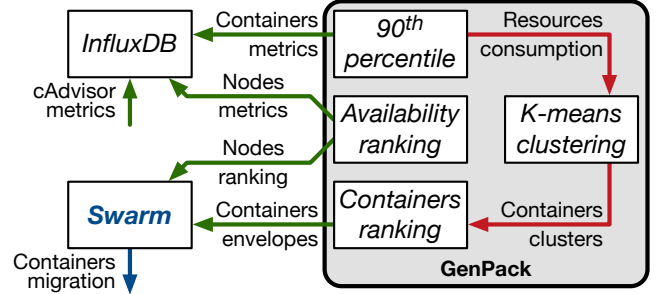 Containers
metrics
Resources
consumption
InfluxDB
90th
percentile
cAdvisor
metrics
Nodes
metrics
Availability
ranking
K-means
clustering
Nodes
ranking
Swarm
Containers
envelopes
Containers
ranking
Containers
clusters
Containers
migration
GenPack